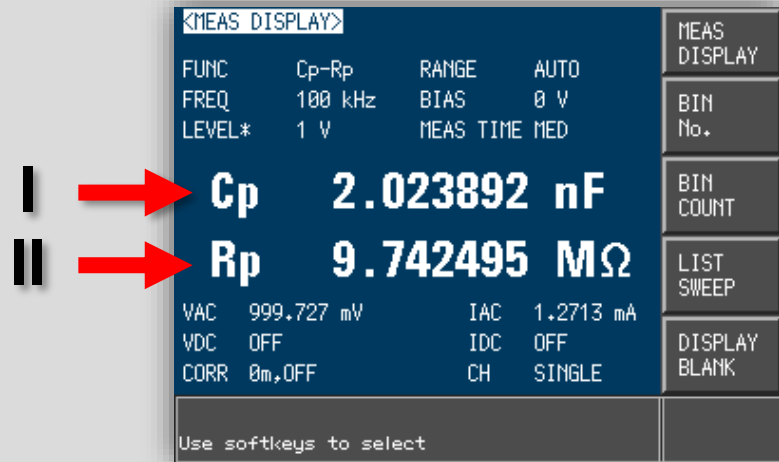 <MEAS DISPLAY>
FUNC Cp-Rp RANGE AUTO
FREQ 100 kHz BIAS 0 V
LEVEL* 1 V MEAS TIME MED
I
Cp 2.023892 nF
II
Rp 9.742495 MΩ
VAC 999.727 mV IAC 1.2713 mA
VDC OFF IDC OFF
CORR 0m,OFF CH SINGLE
Use softkeys to select
MEAS
DISPLAY
BIN
No.
BIN
COUNT
LIST
SWEEP
DISPLAY
BLANK